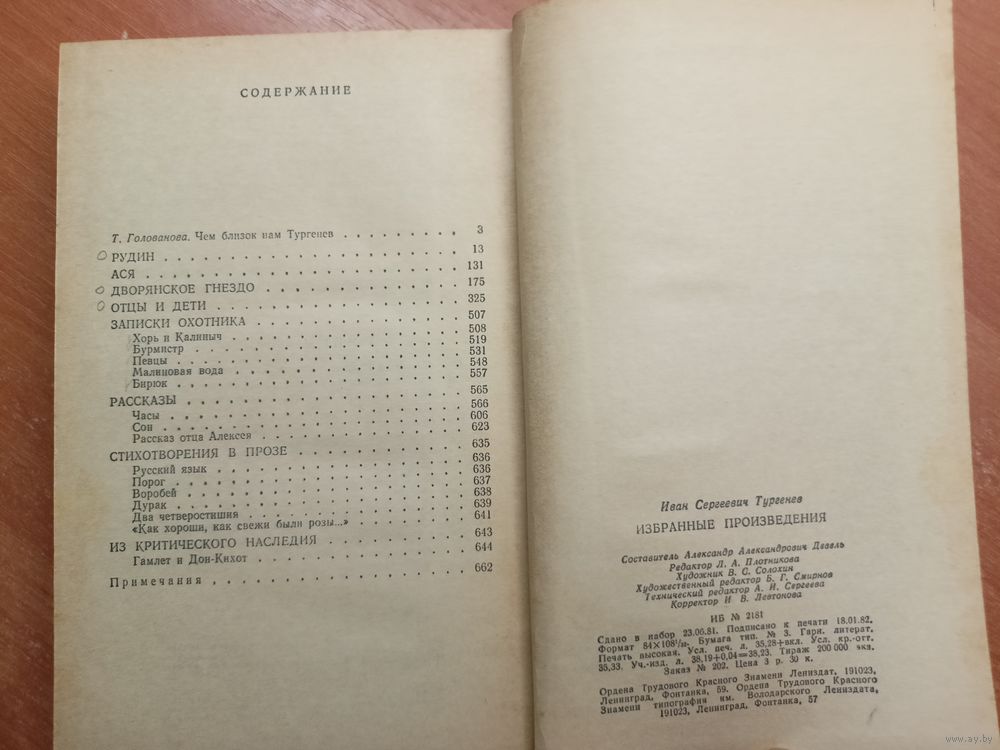 СОДЕРЖАНИЕ
Т. Голованова. Чем близок нам Тургенев . . . . . . . . . 3
РУДИН . . . . . . . . . . . . . . . . 13
АСЯ . . . . . . . . . . . . . . . . 131
ДВОРЯНСКОЕ ГНЕЗДО . . . . . . . . . . . . 175
ОТЦЫ И ДЕТИ . . . . . . . . . . . . . . 325
ЗАПИСКИ ОХОТНИКА . . . . . . . . . . . . 507
Хорь и Калиныч . . . . . . . . . . . . . 508
Бурмистр . . . . . . . . . . . . . . . 519
Певцы . . . . . . . . . . . . . . . . 531
Малиновая вода . . . . . . . . . . . . . 548
Бирюк . . . . . . . . . . . . . . . . 557
РАССКАЗЫ . . . . . . . . . . . . . . . 565
Часы . . . . . . . . . . . . . . . . 566
Сон . . . . . . . . . . . . . . . . 606
Рассказ отца Алексея . . . . . . . . . . . 623
СТИХОТВОРЕНИЯ В ПРОЗЕ . . . . . . . . . . 635
Русский язык . . . . . . . . . . . . . . 636
Порог . . . . . . . . . . . . . . . . 636
Воробей . . . . . . . . . . . . . . . 637
Дурак . . . . . . . . . . . . . . . . 638
Два четверостишия . . . . . . . . . . . . 639
«Как хороши, как свежи были розы...» . . . . . . 641
ИЗ КРИТИЧЕСКОГО НАСЛЕДИЯ . . . . . . . . . 643
Гамлет и Дон-Кихот . . . . . . . . . . . . 644
Примечания . . . . . . . . . . . . . . 662
Иван Сергеевич Тургенев
ИЗБРАННЫЕ ПРОИЗВЕДЕНИЯ
Составитель Александр Александрович Девель
Редактор Л. А. Плотникова
Художник В. С. Солохин
Художественный редактор Б. Г. Смирнов
Технический редактор А. И. Сергеева
Корректор И В. Левтонова
ИБ № 2181
Сдано в набор 23.06.81. Подписано к печати 18.01.82.
Формат 84×108¹/₃₂. Бумага тип. № 3. Гарн. литерат.
Печать высокая. Усл. печ. л. 35,28+вкл. Усл. кр.-отт.
35,33. Уч.-изд. л. 38,19+0,04=38,23. Тираж 200 000 экз.
Заказ № 202. Цена 3 р. 30 к.
Ордена Трудового Красного Знамени Лениздат, 191023,
Ленинград, Фонтанка, 59. Ордена Трудового Красного
Знамени типография им. Володарского Лениздата,
191023, Ленинград, Фонтанка, 57
www.ay.by